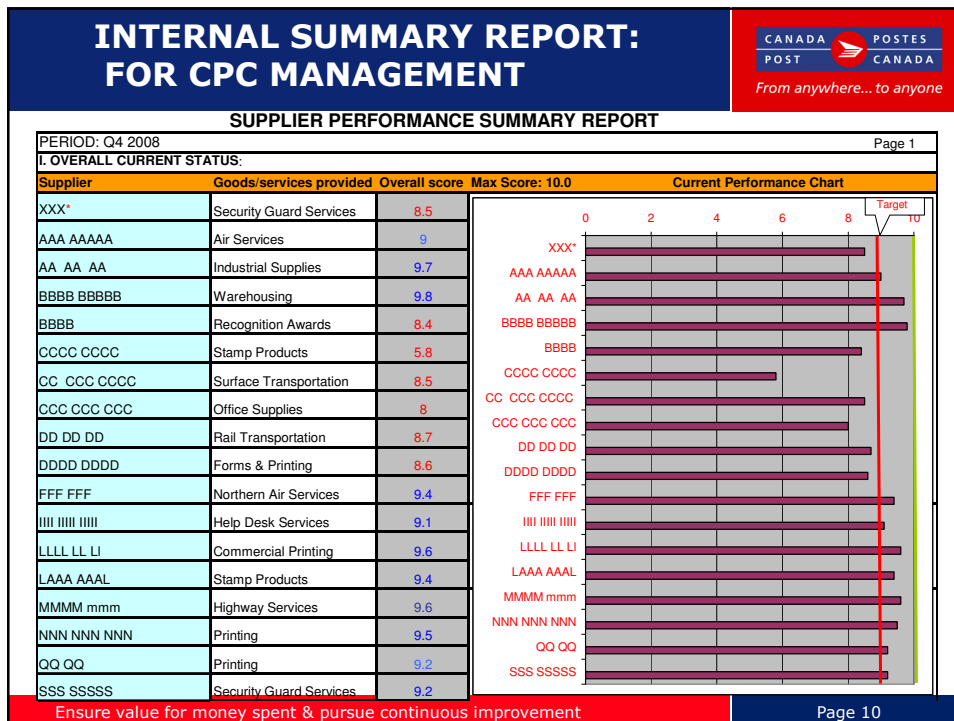 INTERNAL SUMMARY REPORT:
FOR CPC MANAGEMENT
CANADA POSTES
POST CANADA
From anywhere... to anyone
SUPPLIER PERFORMANCE SUMMARY REPORT
PERIOD: Q4 2008 Page 1
I. OVERALL CURRENT STATUS:
Supplier Goods/services provided Overall score Max Score: 10.0 Current Performance Chart
XXX* Security Guard Services 8.5
AAA AAAAA Air Services 9
AA AA AA Industrial Supplies 9.7
BBBB BBBBB Warehousing 9.8
BBBB Recognition Awards 8.4
CCCC CCCC Stamp Products 5.8
CC CCC CCCC Surface Transportation 8.5
CCC CCC CCC Office Supplies 8
DD DD DD Rail Transportation 8.7
DDDD DDDD Forms & Printing 8.6
FFF FFF Northern Air Services 9.4
IIII IIIII IIIII Help Desk Services 9.1
LLLL LL LI Commercial Printing 9.6
LAAA AAAL Stamp Products 9.4
MMMM mmm Highway Services 9.6
NNN NNN NNN Printing 9.5
QQ QQ Printing 9.2
SSS SSSSS Security Guard Services 9.2
Target
0 2 4 6 8 10
XXX*
AAA AAAAA
AA AA AA
BBBB BBBBB
BBBB
CCCC CCCC
CC CCC CCCC
CCC CCC CCC
DD DD DD
DDDD DDDD
FFF FFF
IIII IIIII IIIII
LLLL LL LI
LAAA AAAL
MMMM mmm
NNN NNN NNN
QQ QQ
SSS SSSSS
Ensure value for money spent & pursue continuous improvement Page 10